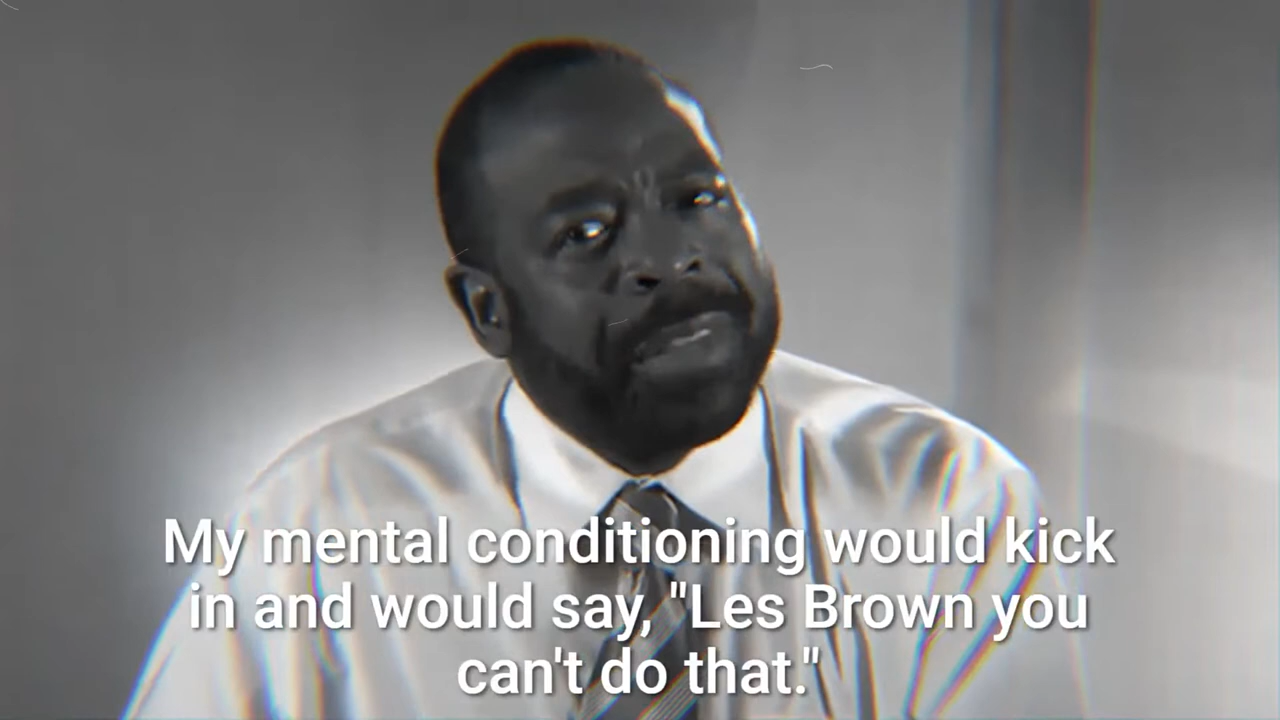 My mental conditioning would kick
in and would say, "Les Brown you
can't do that."